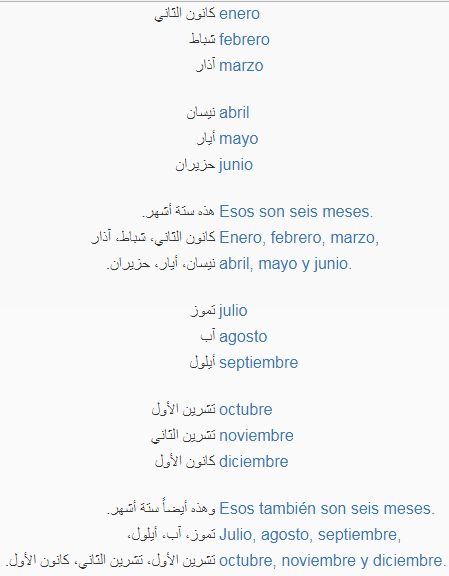 كانون الثاني enero
شباط febrero
آذار marzo
نيسان abril
أيار mayo
حزيران junio
هذه ستة أشهر. Esos son seis meses.
كانون الثاني، شباط، آذار Enero, febrero, marzo,
نيسان، أيار، حزيران. abril, mayo y junio.
تموز julio
آب agosto
أيلول septiembre
تشرين الأول octubre
تشرين الثاني noviembre
كانون الأول diciembre
وهذه أيضاً ستة أشهر. Esos también son seis meses.
تموز، آب، أيلول، Julio, agosto, septiembre,
تشرين الأول، تشرين الثاني، كانون الأول. octubre, noviembre y diciembre.